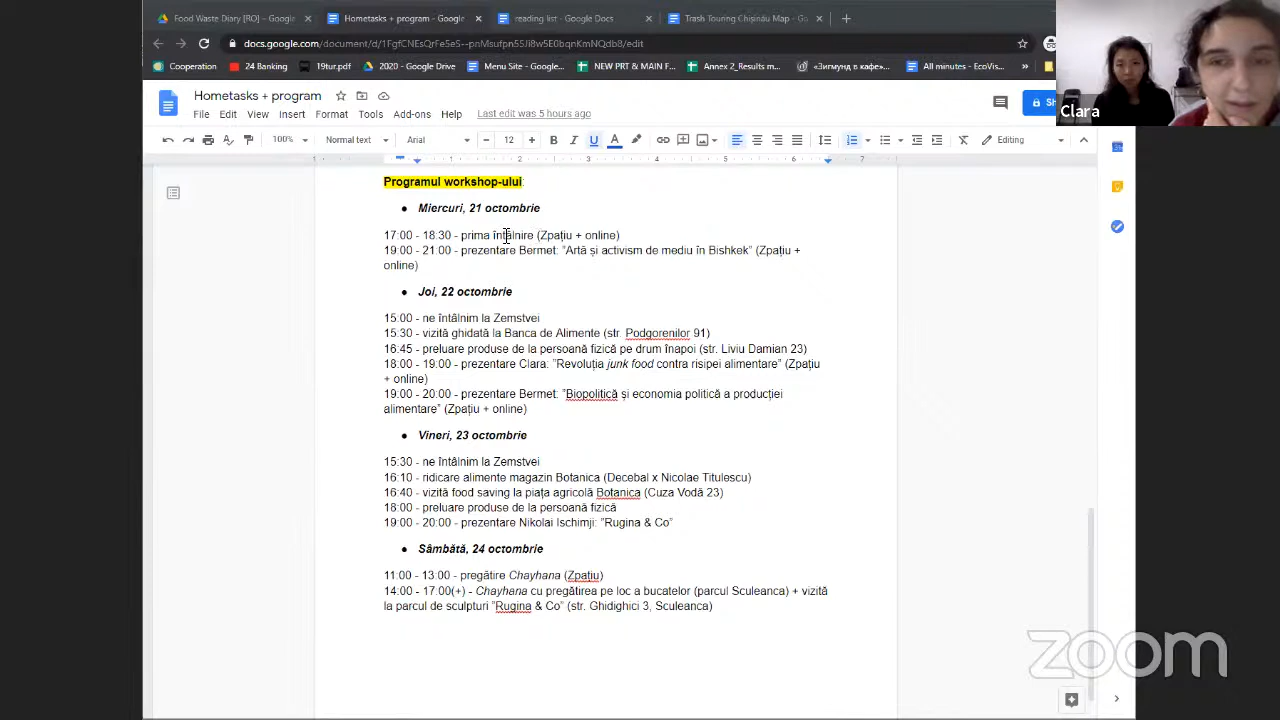 Food Waste Diary [RO] – Google
Hometasks + program - Google
reading list - Google Docs
Trash Touring Chișinău Map - Go
docs.google.com/document/d/1FgfCNEsQrFe5eS--pnMsufpn5SJi8w5E0bqnKmNQdb8/edit
Cooperation
24 Banking
19tur.pdf
2020 - Google Drive
Menu Site - Google...
NEW PRT & MAIN F...
Annex 2_Results m...
«Зигмунд в кафе»...
All minutes – EcoVis...
Clara
Hometasks + program
File Edit View Insert Format Tools Add-ons Help
Last edit was 5 hours ago
100% Normal text Arial 12 Editing
1 1 2 3 4 5 6 7
Programul workshop-ului:
● Miercuri, 21 octombrie
17:00 - 18:30 - prima întâlnire (Zpațiu + online)
19:00 - 21:00 - prezentare Bermet: ”Artă și activism de mediu în Bishkek” (Zpațiu +
online)
● Joi, 22 octombrie
15:00 - ne întâlnim la Zemstvei
15:30 - vizită ghidată la Banca de Alimente (str. Podgorenilor 91)
16:45 - preluare produse de la persoană fizică pe drum înapoi (str. Liviu Damian 23)
18:00 - 19:00 - prezentare Clara: ”Revoluția junk food contra risipei alimentare” (Zpațiu
+ online)
19:00 - 20:00 - prezentare Bermet: ”Biopolitică și economia politică a producției
alimentare” (Zpațiu + online)
● Vineri, 23 octombrie
15:30 - ne întâlnim la Zemstvei
16:10 - ridicare alimente magazin Botanica (Decebal x Nicolae Titulescu)
16:40 - vizită food saving la piața agricolă Botanica (Cuza Vodă 23)
18:00 - preluare produse de la persoană fizică
19:00 - 20:00 - prezentare Nikolai Ischimji: ”Rugina & Co”
● Sâmbătă, 24 octombrie
11:00 - 13:00 - pregătire Chayhana (Zpațiu)
14:00 - 17:00(+) - Chayhana cu pregătirea pe loc a bucatelor (parcul Sculeanca) + vizită
la parcul de sculpturi ”Rugina & Co” (str. Ghidighici 3, Sculeanca)
zoom